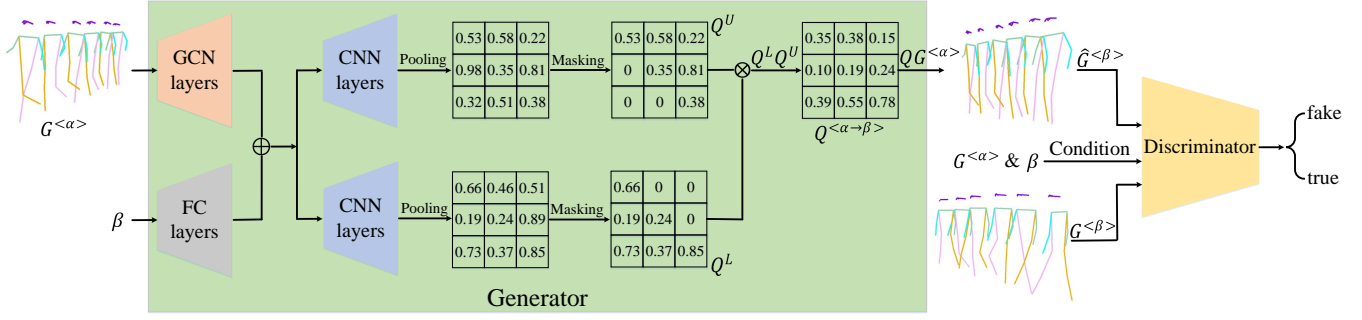 G^{<α>}
β
GCN
layers
FC
layers
⊕
CNN
layers
CNN
layers
Pooling
0.53 0.58 0.22
0.98 0.35 0.81
0.32 0.51 0.38
Masking
0.53 0.58 0.22
0 0.35 0.81
0 0 0.38
Q^U
Pooling
0.66 0.46 0.51
0.19 0.24 0.89
0.73 0.37 0.85
Masking
0.66 0 0
0.19 0.24 0
0.73 0.37 0.85
Q^L
⊗
Q^L Q^U
0.35 0.38 0.15
0.10 0.19 0.24
0.39 0.55 0.78
Q^{<α→β>}
QG^{<α>}
Generator
Ĝ^{<β>}
G^{<α>} & β
Condition
G^{<β>}
Discriminator
fake
true